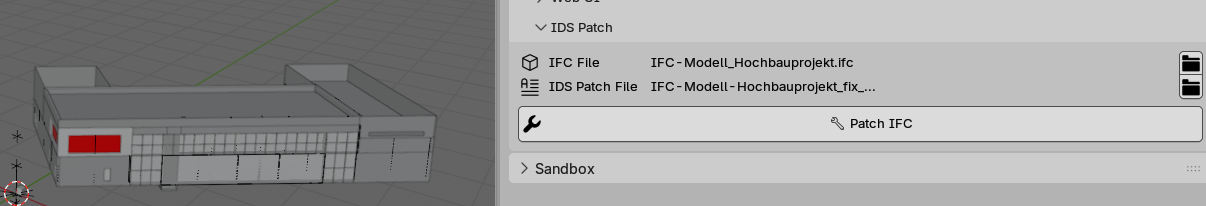 IDS Patch
IFC File IFC-Modell_Hochbauprojekt.ifc
IDS Patch File IFC-Modell-Hochbauprojekt_fix_...
Patch IFC
Sandbox